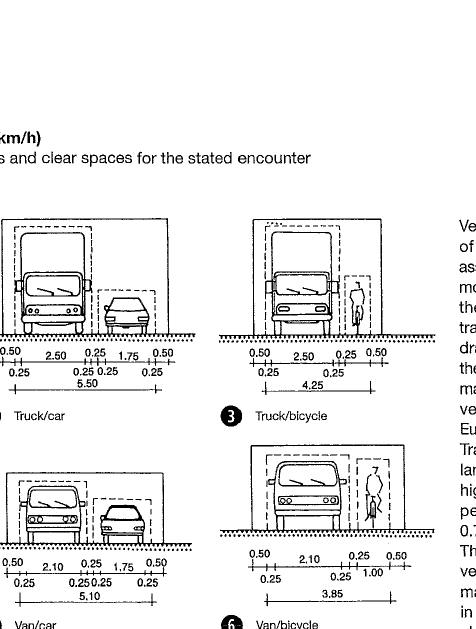 km/h)
s and clear spaces for the stated encounter
0.50 2.50 0.25 1.75 0.50
0.25 0.25 0.25 0.25
5.50
Truck/car
0.50 2.50 0.25 0.50
0.25 0.25
4.25
3 Truck/bicycle
0.50 2.10 0.25 1.75 0.50
0.25 0.25 0.25 0.25
5.10
Van/car
0.50 2.10 0.25 0.50
0.25 0.25 1.00
3.85
6 Van/bicycle
Ve
of
ass
mo
the
tra
dra
the
ma
ve
Eu
Tra
lan
hig
pe
0.7
Th
ve
ma
in